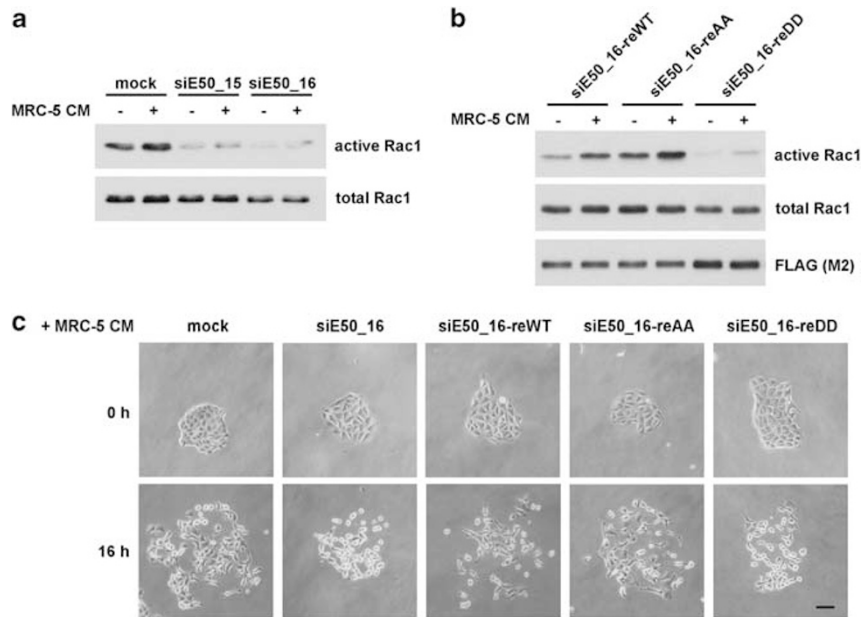 a
mock siE50_15 siE50_16
MRC-5 CM - + - + - +
active Rac1
total Rac1
b
siE50_16-reWT siE50_16-reAA siE50_16-reDD
MRC-5 CM - + - + - +
active Rac1
total Rac1
FLAG (M2)
c
+ MRC-5 CM mock siE50_16 siE50_16-reWT siE50_16-reAA siE50_16-reDD
0 h
16 h